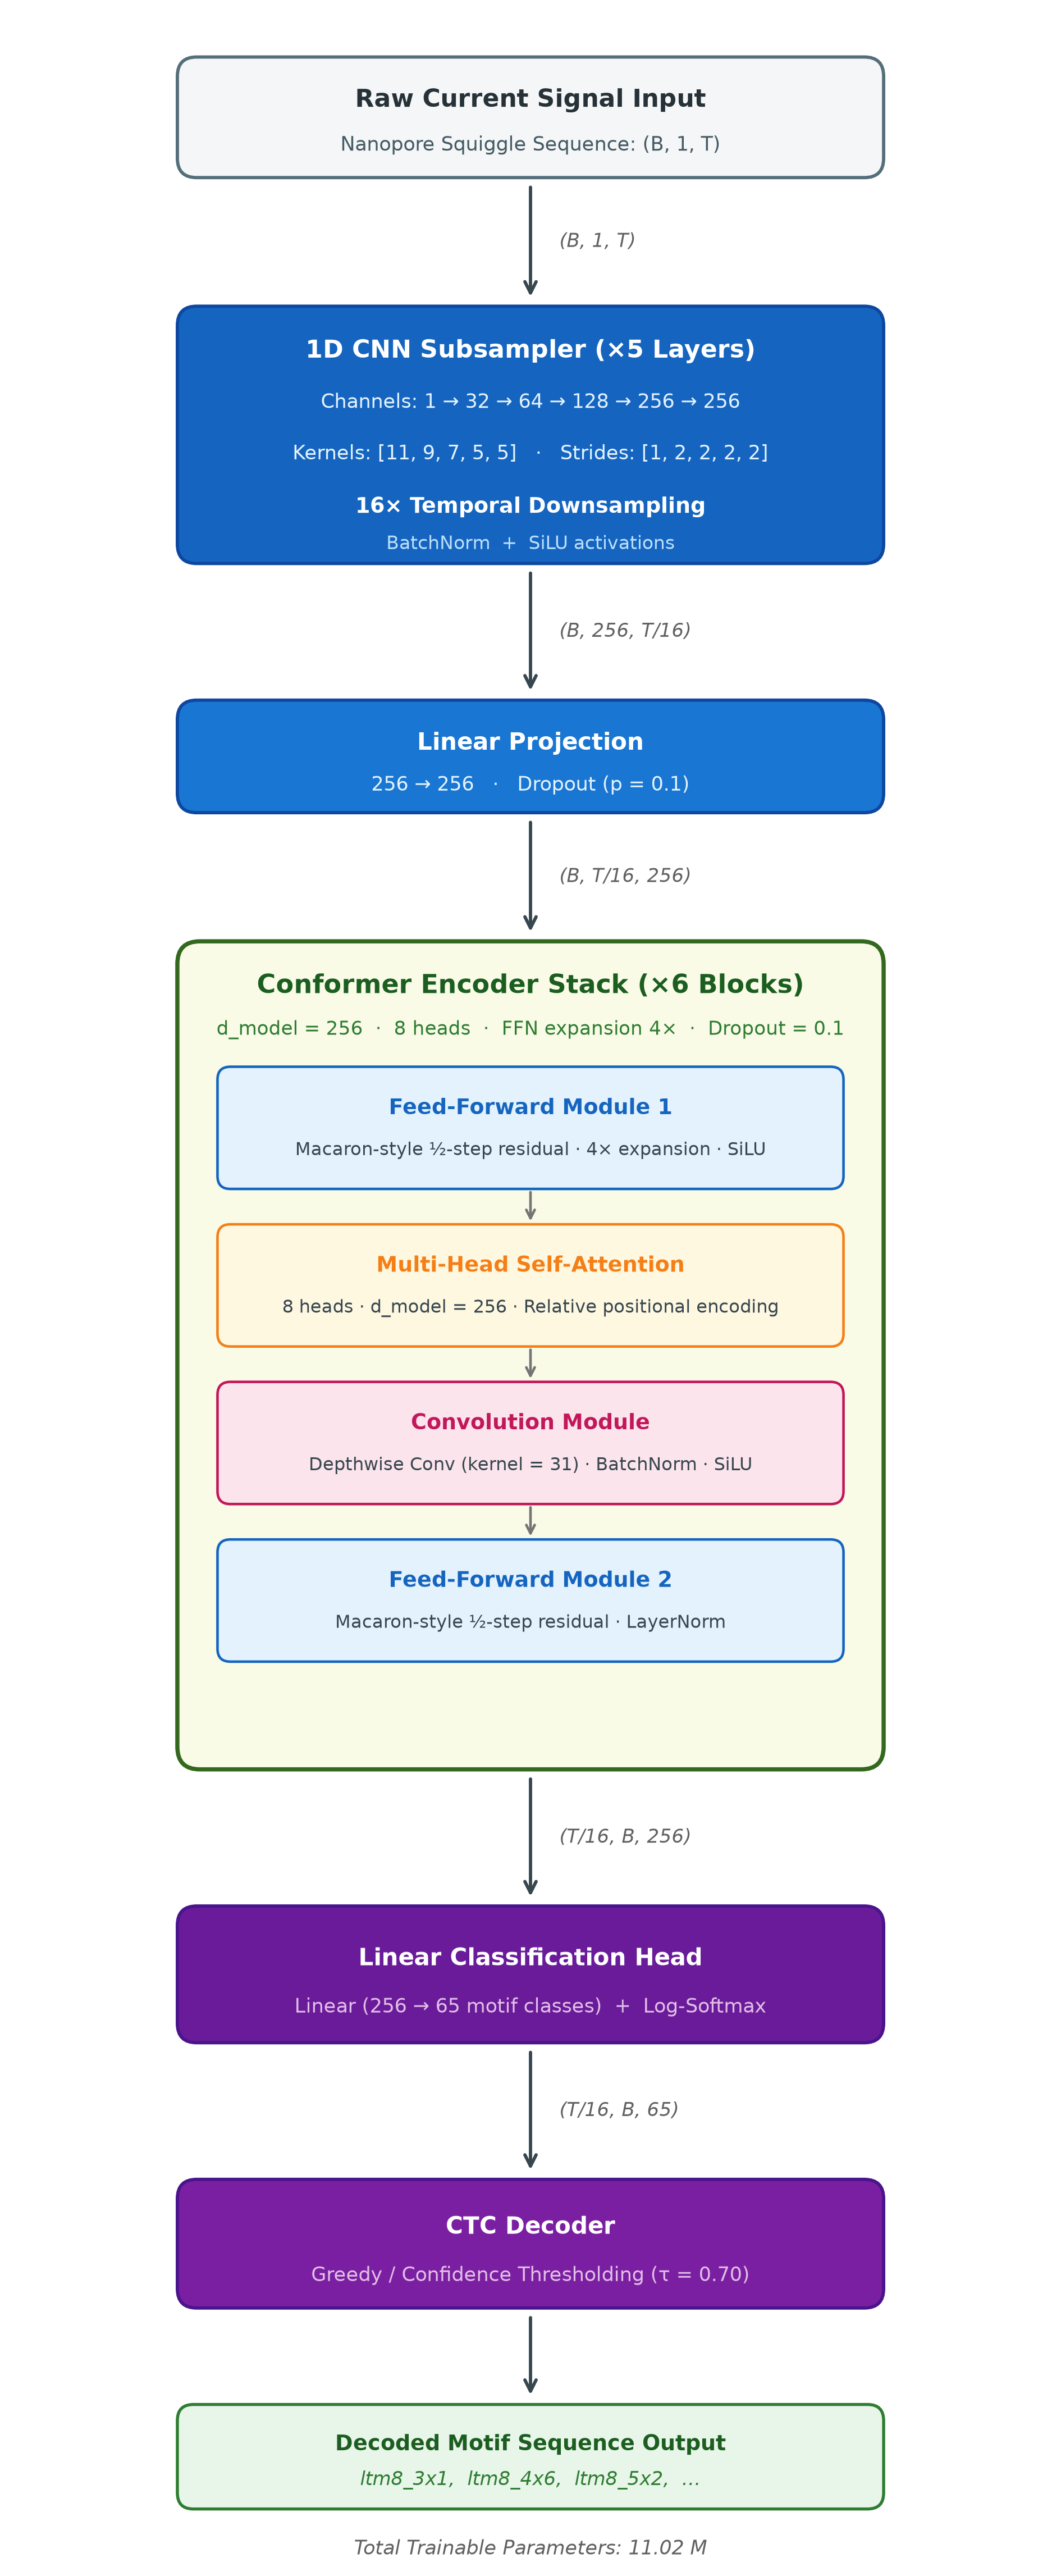 Raw Current Signal Input
Nanopore Squiggle Sequence: (B, 1, T)
(B, 1, T)
1D CNN Subsampler (×5 Layers)
Channels: 1 → 32 → 64 → 128 → 256 → 256
Kernels: [11, 9, 7, 5, 5]   ·   Strides: [1, 2, 2, 2, 2]
16× Temporal Downsampling
BatchNorm  +  SiLU activations
(B, 256, T/16)
Linear Projection
256 → 256   ·   Dropout (p = 0.1)
(B, T/16, 256)
Conformer Encoder Stack (×6 Blocks)
d_model = 256  ·  8 heads  ·  FFN expansion 4×  ·  Dropout = 0.1
Feed-Forward Module 1
Macaron-style ½-step residual · 4× expansion · SiLU
Multi-Head Self-Attention
8 heads · d_model = 256 · Relative positional encoding
Convolution Module
Depthwise Conv (kernel = 31) · BatchNorm · SiLU
Feed-Forward Module 2
Macaron-style ½-step residual · LayerNorm
(T/16, B, 256)
Linear Classification Head
Linear (256 → 65 motif classes)  +  Log-Softmax
(T/16, B, 65)
CTC Decoder
Greedy / Confidence Thresholding (τ = 0.70)
Decoded Motif Sequence Output
ltm8_3x1,  ltm8_4x6,  ltm8_5x2,  …
Total Trainable Parameters: 11.02 M